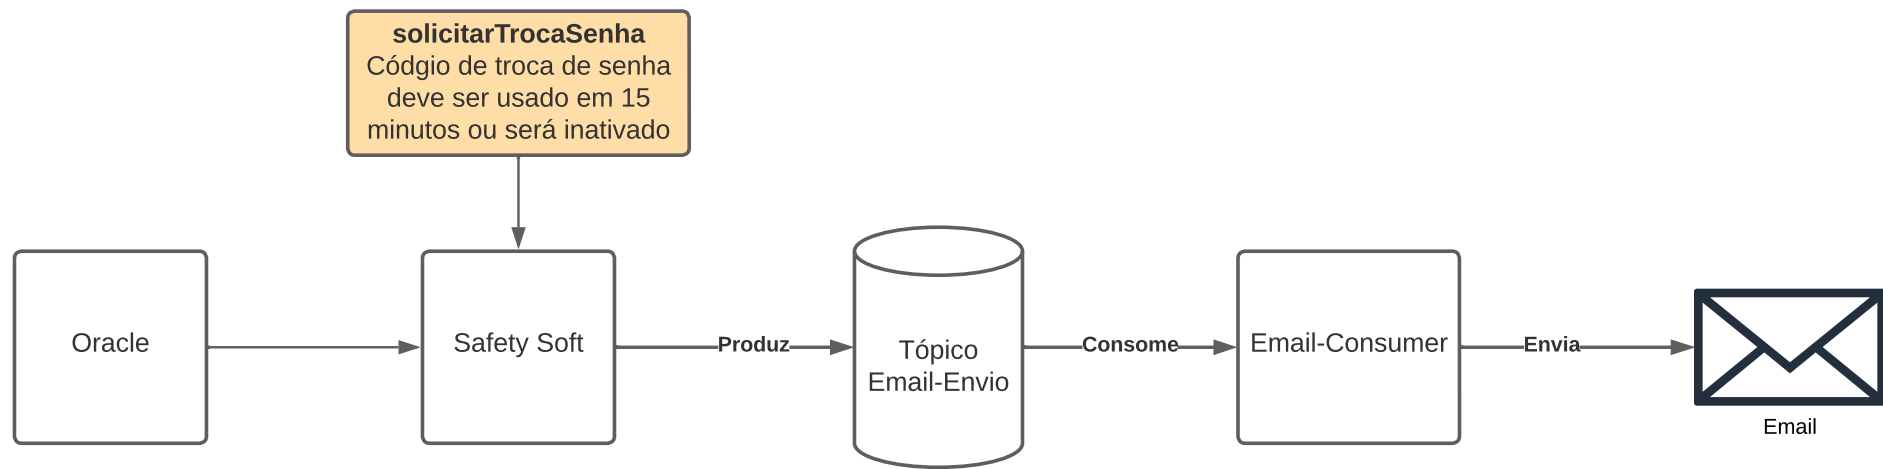 solicitarTrocaSenha
Códgio de troca de senha
deve ser usado em 15
minutos ou será inativado
Oracle
Safety Soft
Produz
Tópico
Email-Envio
Consome
Email-Consumer
Envia
Email